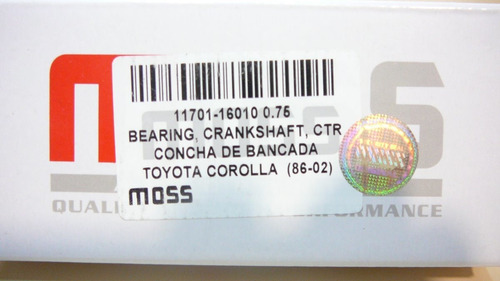 11701-16010 0.75
BEARING, CRANKSHAFT, CTR
CONCHA DE BANCADA
TOYOTA COROLLA (86-02)
moss